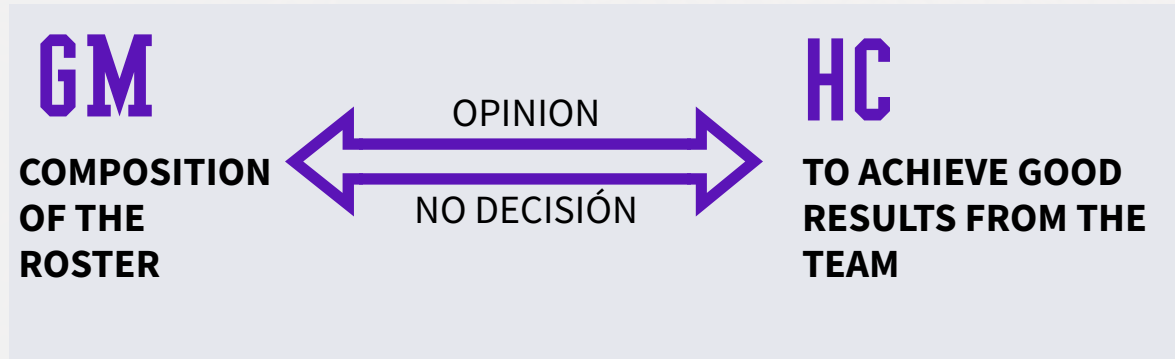 GM
COMPOSITION
OF THE
ROSTER
OPINION
NO DECISIÓN
HC
TO ACHIEVE GOOD
RESULTS FROM THE
TEAM